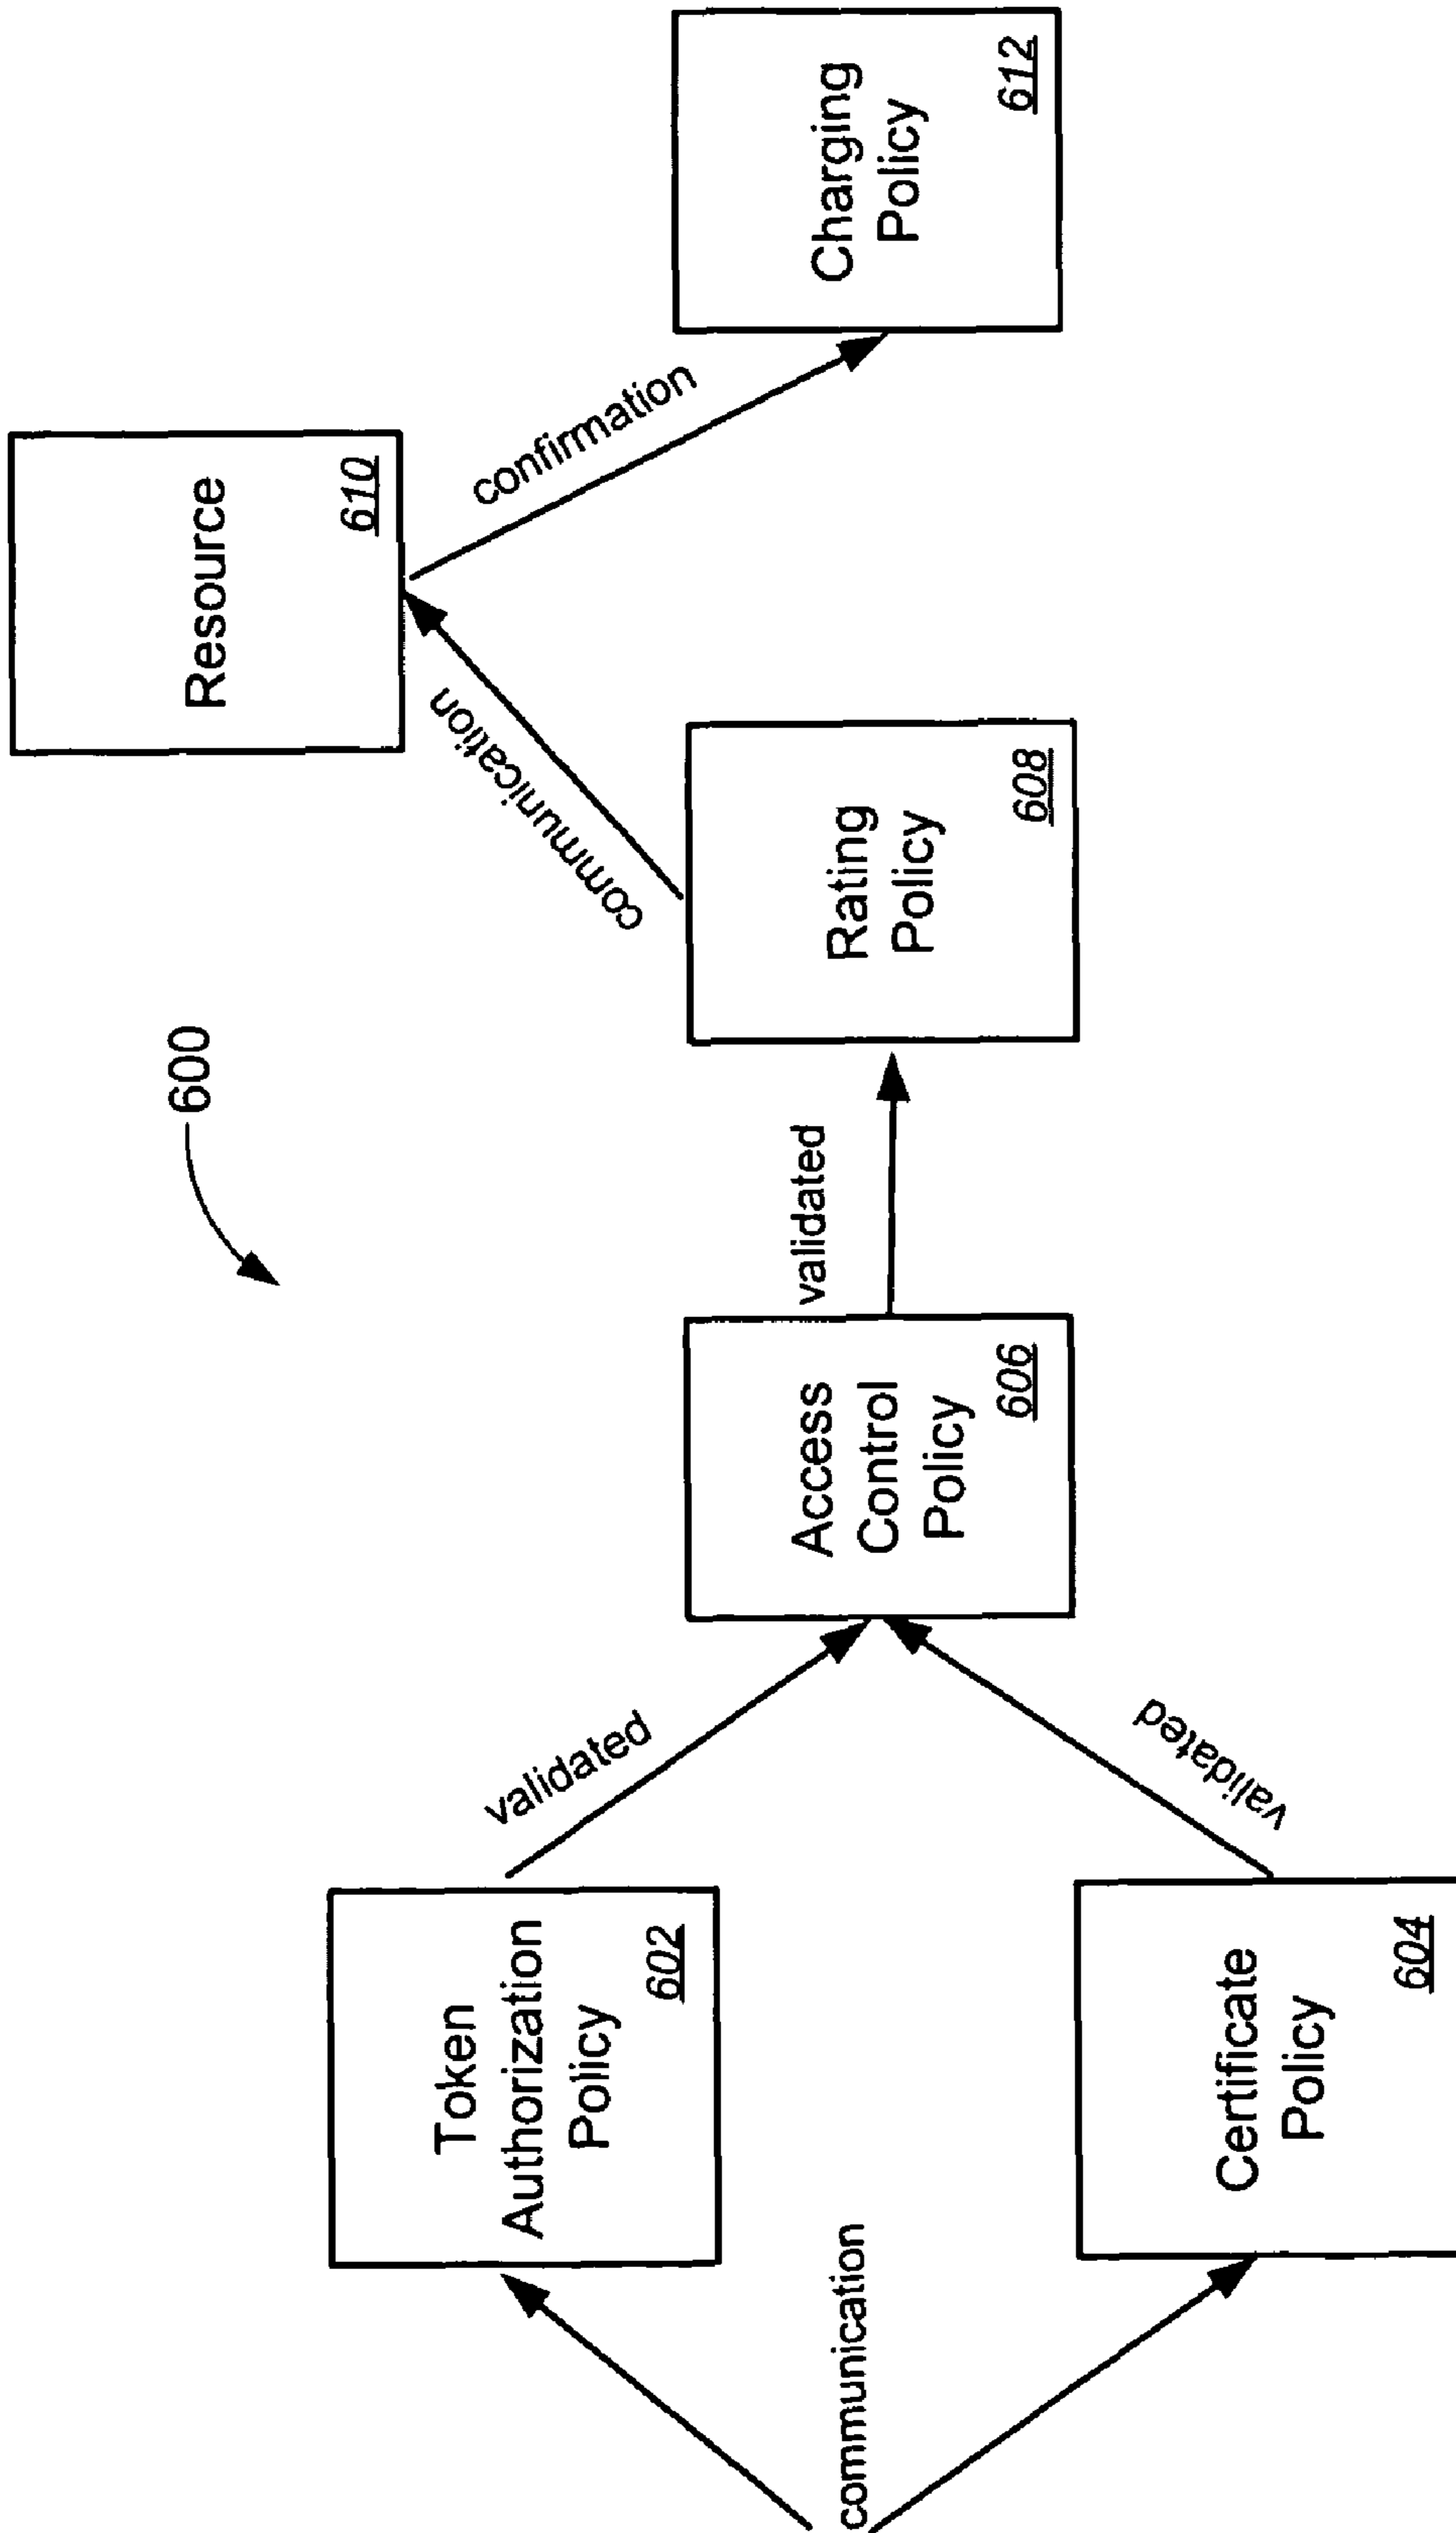 600
communication
Token
Authorization
Policy
602
validated
Certificate
Policy
604
validated
Access
Control
Policy
606
validated
Rating
Policy
608
communication
Resource
610
confirmation
Charging
Policy
612